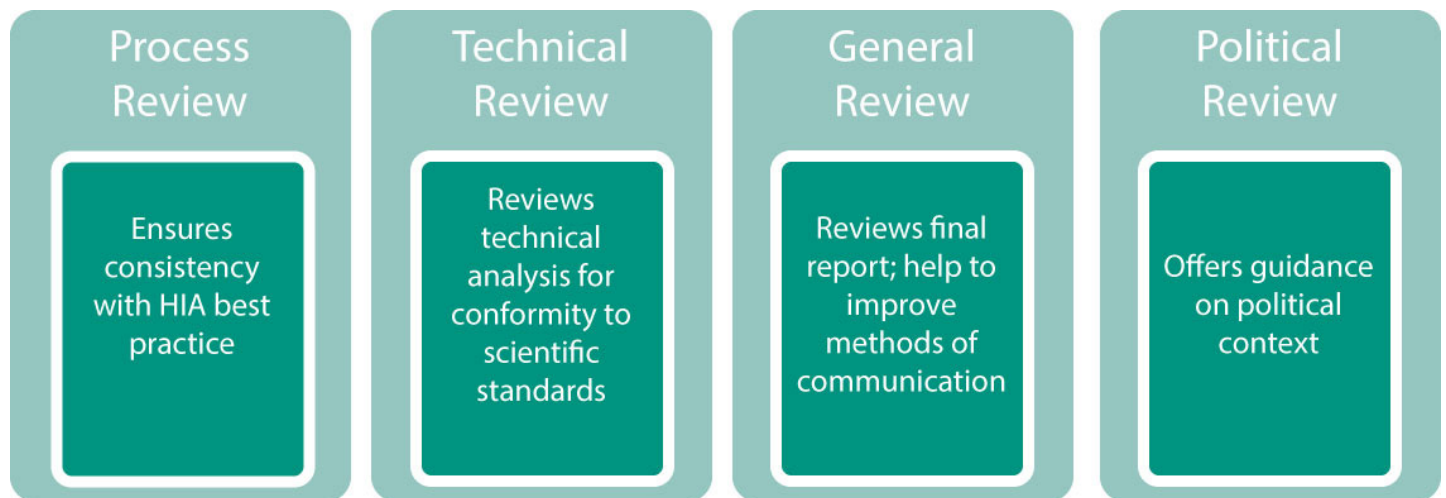 Process
Review
Ensures
consistency
with HIA best
practice
Technical
Review
Reviews
technical
analysis for
conformity to
scientific
standards
General
Review
Reviews final
report; help to
improve
methods of
communication
Political
Review
Offers guidance
on political
context